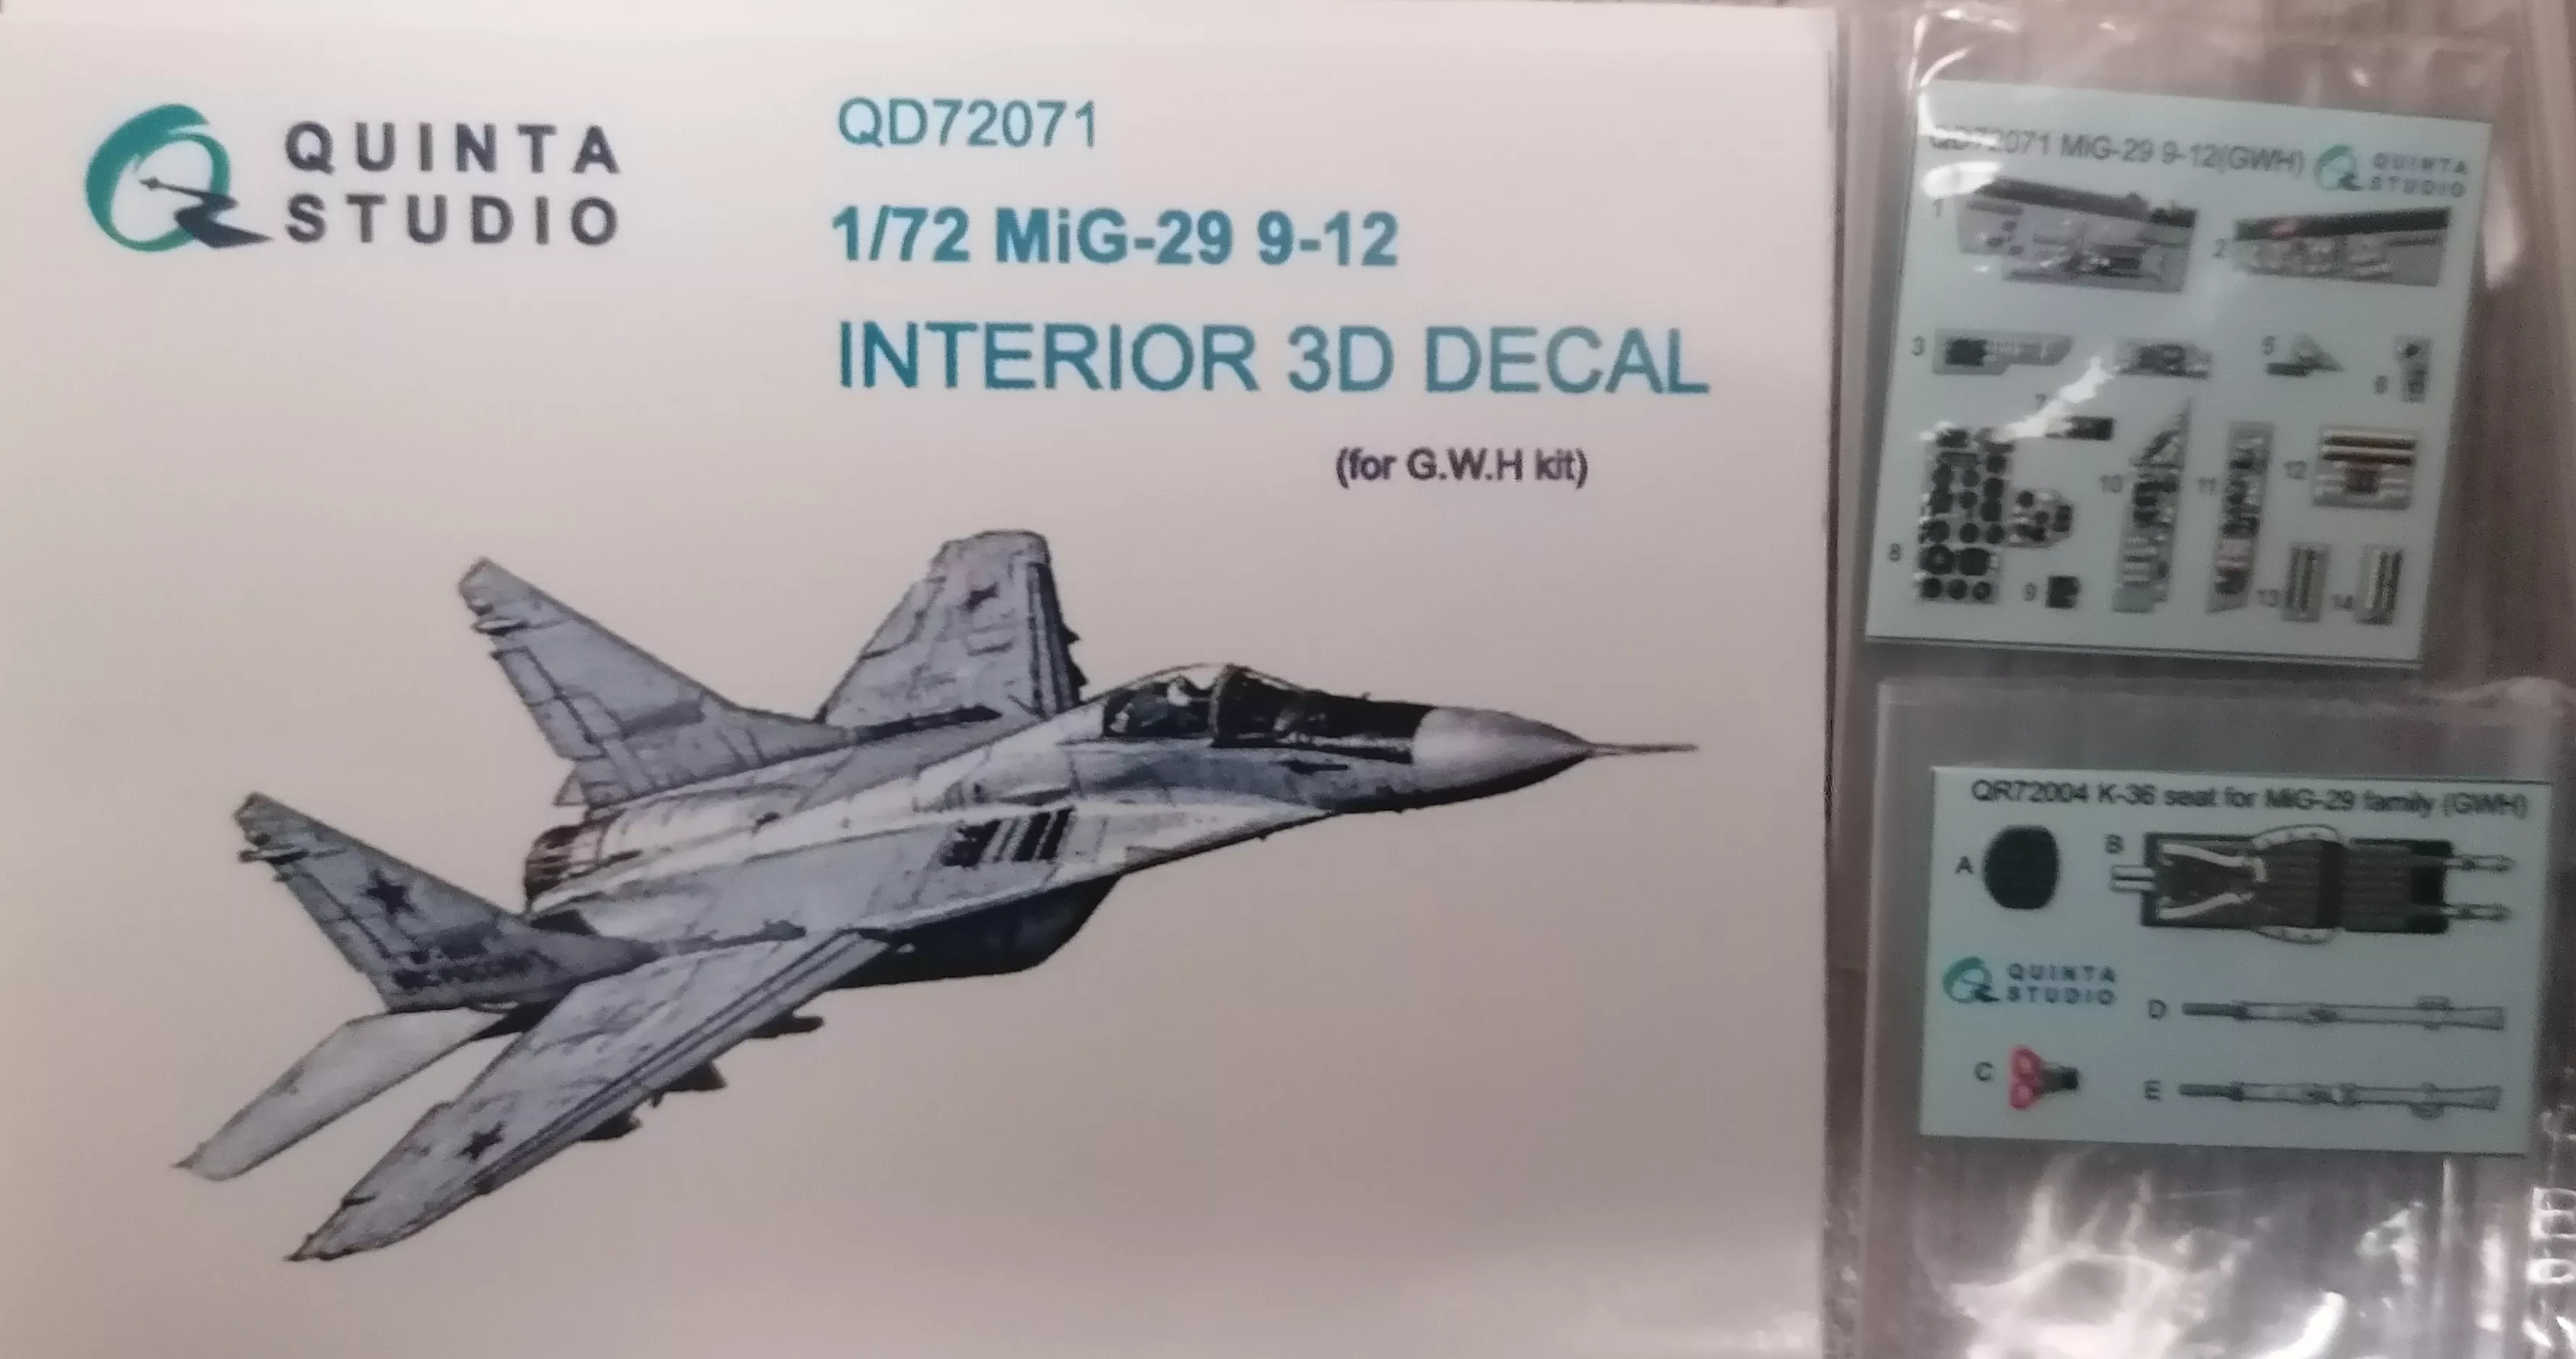 QUINTA
STUDIO
QD72071
1/72 MiG-29 9-12
INTERIOR 3D DECAL
(for G.W.H kit)
QD72071 MiG-29 9-12(GWH)
QUINTA
STUDIO
1
2
3
5
6
7
8
9
10
11
12
13
14
QR72004 K-36 seat for MiG-29 family (GWH)
A
B
QUINTA
STUDIO
C
D
E